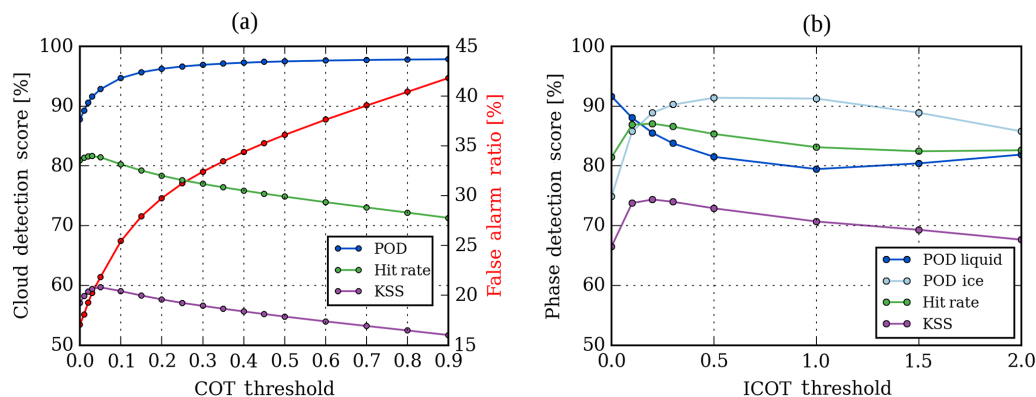 (a)
100
90
80
70
60
50
Cloud detection score [%]
45
40
35
30
25
20
15
False alarm ratio [%]
POD
Hit rate
KSS
0.0 0.1 0.2 0.3 0.4 0.5 0.6 0.7 0.8 0.9
COT threshold
(b)
100
90
80
70
60
50
Phase detection score [%]
POD liquid
POD ice
Hit rate
KSS
0.0 0.5 1.0 1.5 2.0
ICOT threshold